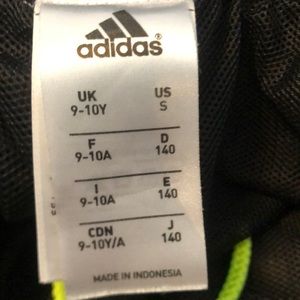 adidas®
UK US
9-10Y S
F D
9-10A 140
I E
9-10A 140
CDN J
9-10Y/A 140
MADE IN INDONESIA